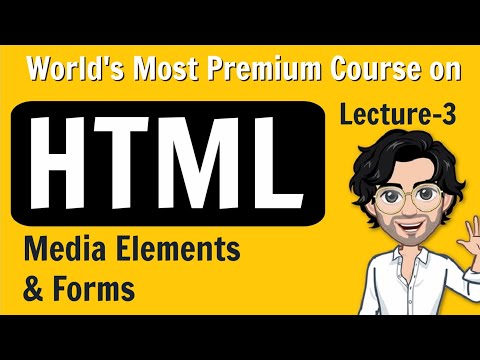 World's Most Premium Course on
HTML
Lecture-3
Media Elements
& Forms